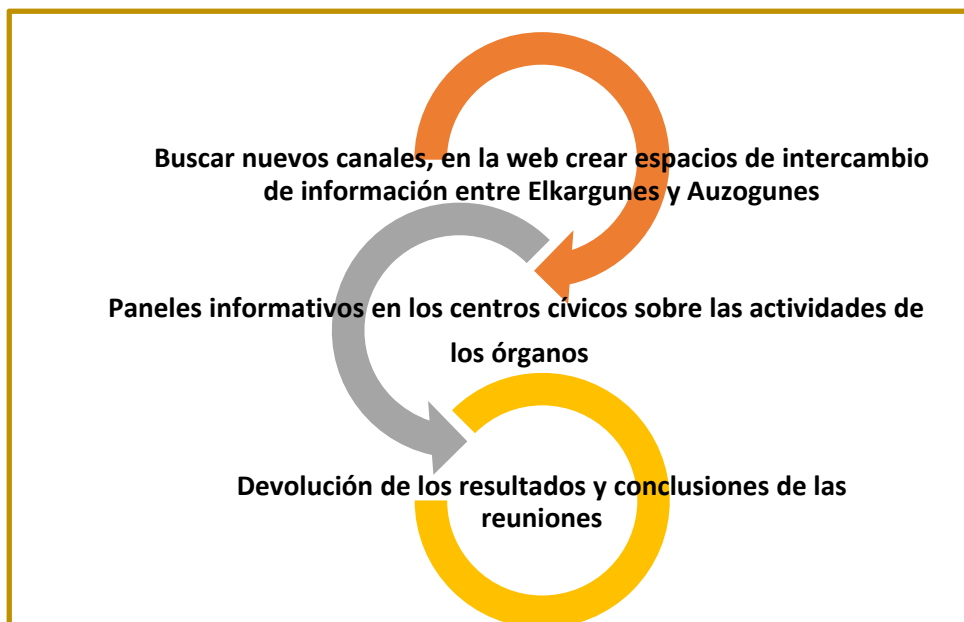 Buscar nuevos canales, en la web crear espacios de intercambio
de información entre Elkargunes y Auzogunes
Paneles informativos en los centros cívicos sobre las actividades de
los órganos
Devolución de los resultados y conclusiones de las
reuniones